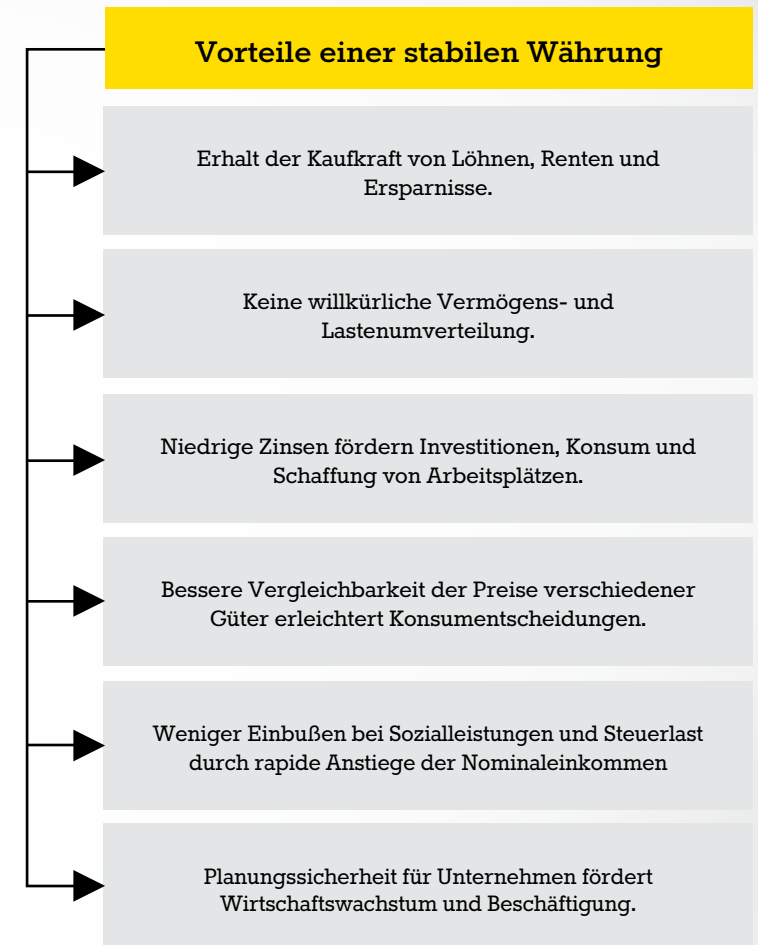 Vorteile einer stabilen Währung
Erhalt der Kaufkraft von Löhnen, Renten und
Ersparnisse.
Keine willkürliche Vermögens- und
Lastenumverteilung.
Niedrige Zinsen fördern Investitionen, Konsum und
Schaffung von Arbeitsplätzen.
Bessere Vergleichbarkeit der Preise verschiedener
Güter erleichtert Konsumentscheidungen.
Weniger Einbußen bei Sozialleistungen und Steuerlast
durch rapide Anstiege der Nominaleinkommen
Planungssicherheit für Unternehmen fördert
Wirtschaftswachstum und Beschäftigung.